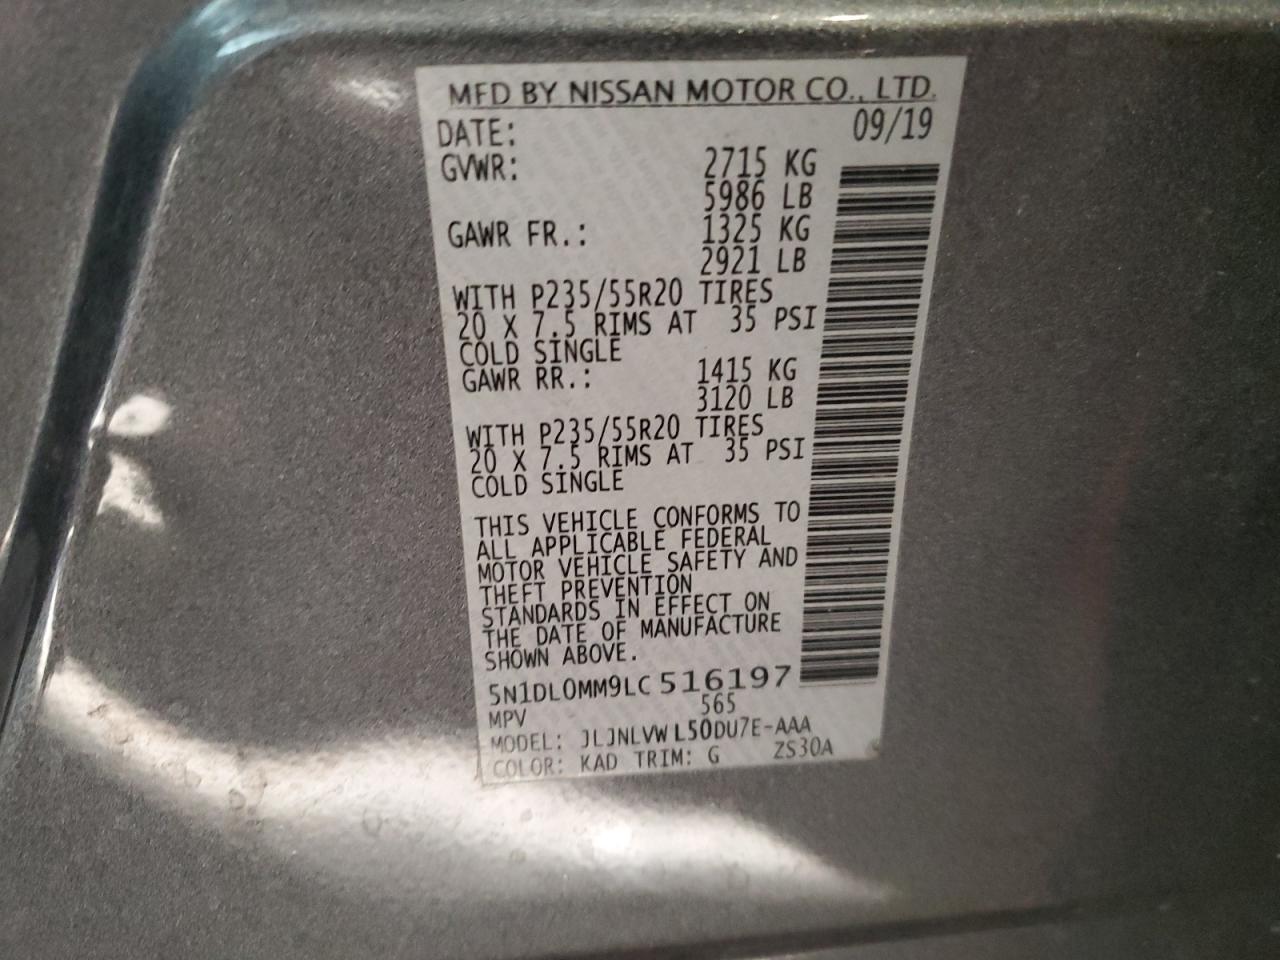 MFD BY NISSAN MOTOR CO., LTD.
DATE: 09/19
GVWR: 2715 KG
5986 LB
GAWR FR.: 1325 KG
2921 LB
WITH P235/55R20 TIRES
20 X 7.5 RIMS AT 35 PSI
COLD SINGLE
GAWR RR.: 1415 KG
3120 LB
WITH P235/55R20 TIRES
20 X 7.5 RIMS AT 35 PSI
COLD SINGLE
THIS VEHICLE CONFORMS TO
ALL APPLICABLE FEDERAL
MOTOR VEHICLE SAFETY AND
THEFT PREVENTION
STANDARDS IN EFFECT ON
THE DATE OF MANUFACTURE
SHOWN ABOVE.
5N1DL0MM9LC 516197
MPV 565
MODEL: JLJNLVW L50DU7E-AAA
COLOR: KAD TRIM: G ZS30A